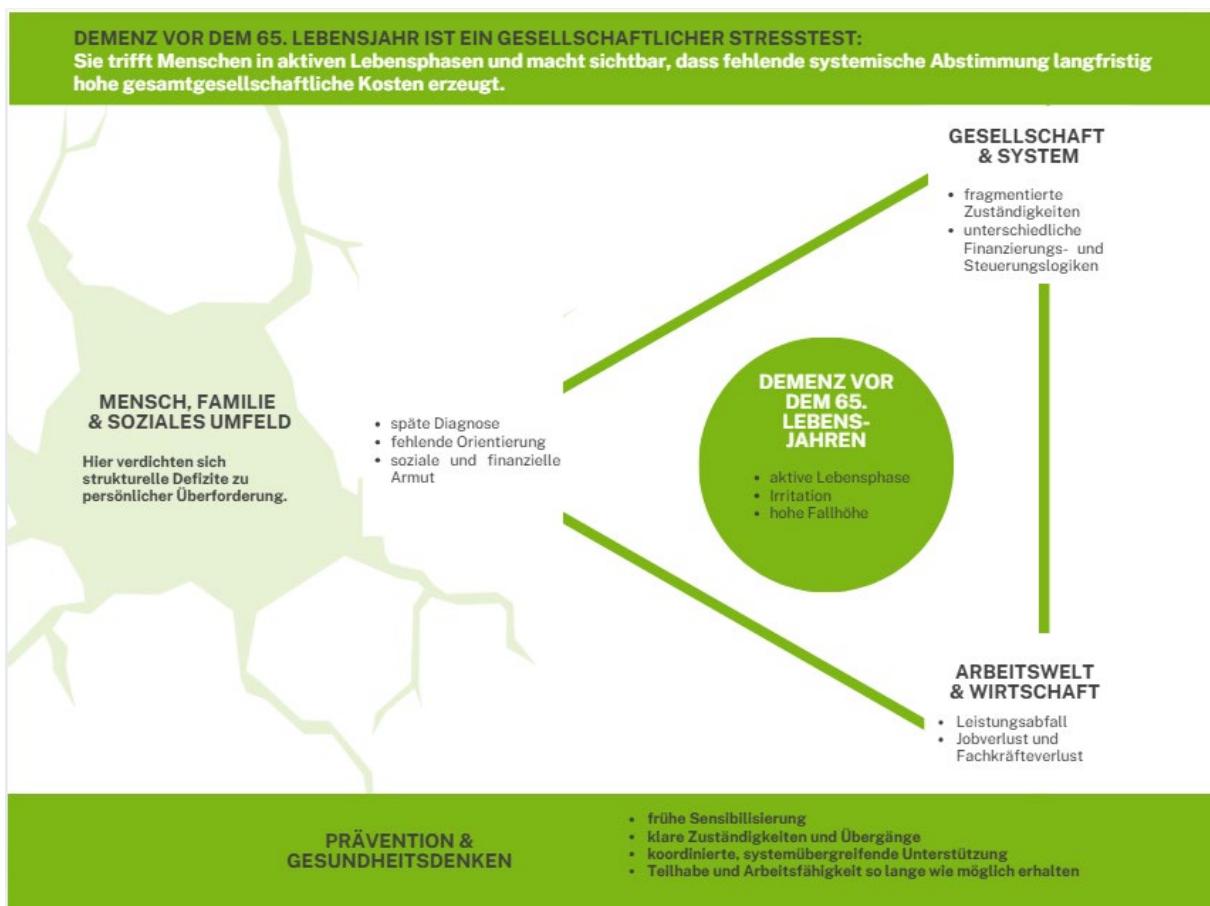 DEMENZ VOR DEM 65. LEBENSJAHR IST EIN GESELLSCHAFTLICHER STRESSTEST:
Sie trifft Menschen in aktiven Lebensphasen und macht sichtbar, dass fehlende systemische Abstimmung langfristig
hohe gesamtgesellschaftliche Kosten erzeugt.
GESELLSCHAFT
& SYSTEM
• fragmentierte
Zuständigkeiten
• unterschiedliche
Finanzierungs- und
Steuerungslogiken
MENSCH, FAMILIE
& SOZIALES UMFELD
Hier verdichten sich
strukturelle Defizite zu
persönlicher Überforderung.
• späte Diagnose
• fehlende Orientierung
• soziale und finanzielle
Armut
DEMENZ VOR
DEM 65.
LEBENS-
JAHREN
• aktive Lebensphase
• Irritation
• hohe Fallhöhe
ARBEITSWELT
& WIRTSCHAFT
• Leistungsabfall
• Jobverlust und
Fachkräfteverlust
PRÄVENTION &
GESUNDHEITSDENKEN
• frühe Sensibilisierung
• klare Zuständigkeiten und Übergänge
• koordinierte, systemübergreifende Unterstützung
• Teilhabe und Arbeitsfähigkeit so lange wie möglich erhalten